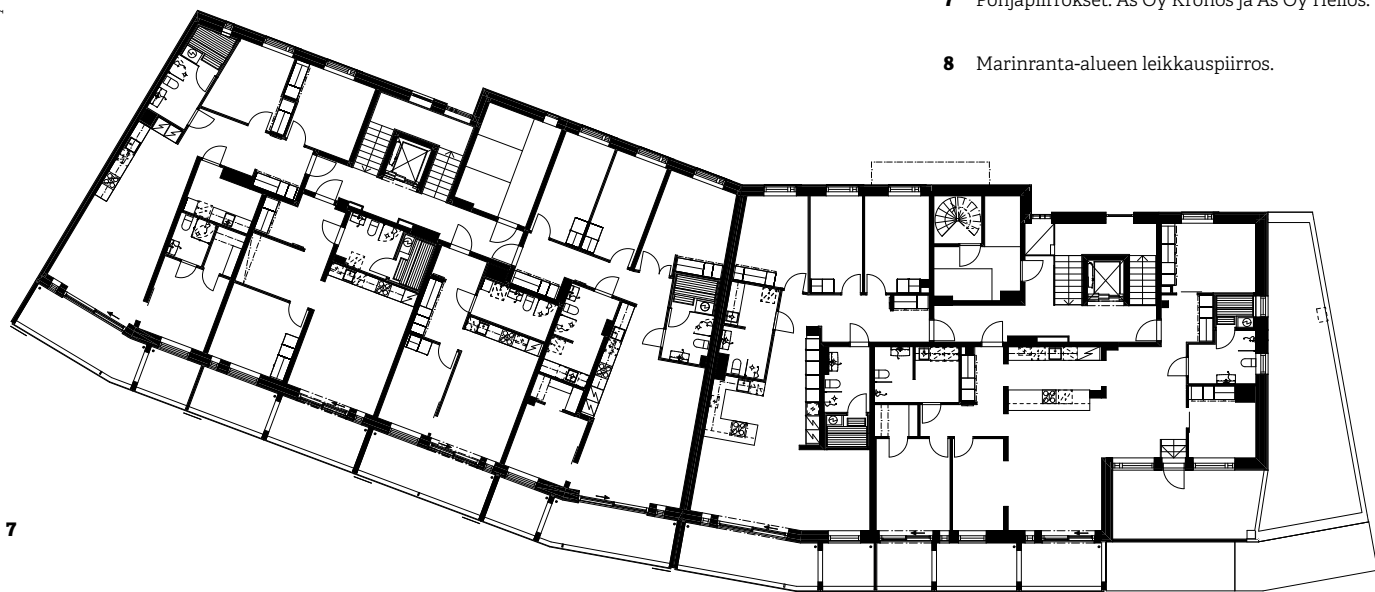 7 Pohjapiirrokset. As Oy Kronos ja As Oy Helios.
8 Marinranta-alueen leikkauspiirros.
7